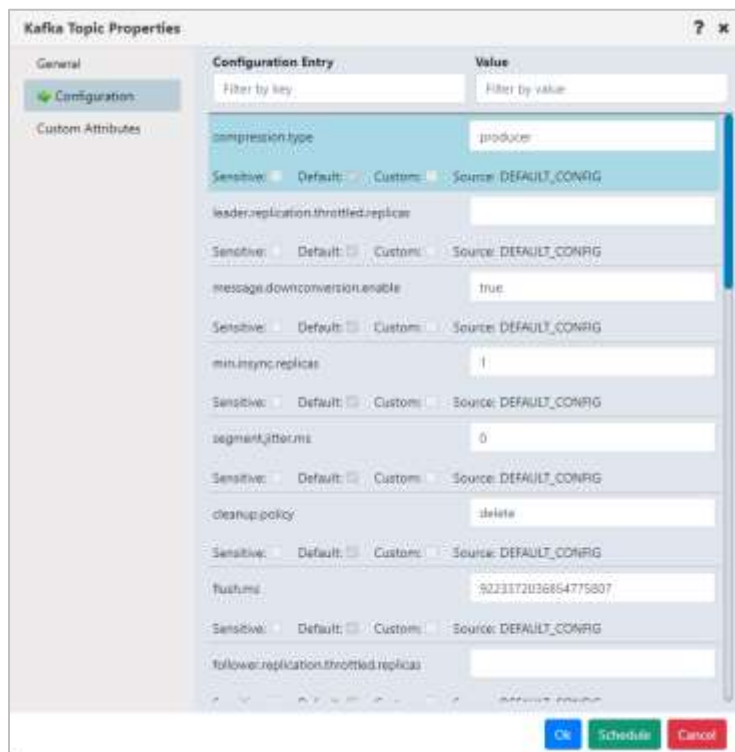 Kafka Topic Properties ? ×
General
Configuration
Custom Attributes
Configuration Entry Value
Filter by key Filter by value
compression.type producer
Sensitive: Default: Custom: Source: DEFAULT_CONFIG
leader.replication.throttled.replicas
Sensitive: Default: Custom: Source: DEFAULT_CONFIG
message.downconversion.enable true
Sensitive: Default: Custom: Source: DEFAULT_CONFIG
min.insync.replicas 1
Sensitive: Default: Custom: Source: DEFAULT_CONFIG
segment.jitter.ms 0
Sensitive: Default: Custom: Source: DEFAULT_CONFIG
cleanup.policy delete
Sensitive: Default: Custom: Source: DEFAULT_CONFIG
flush.ms 9223372036854775807
Sensitive: Default: Custom: Source: DEFAULT_CONFIG
follower.replication.throttled.replicas
Ok Schedule Cancel